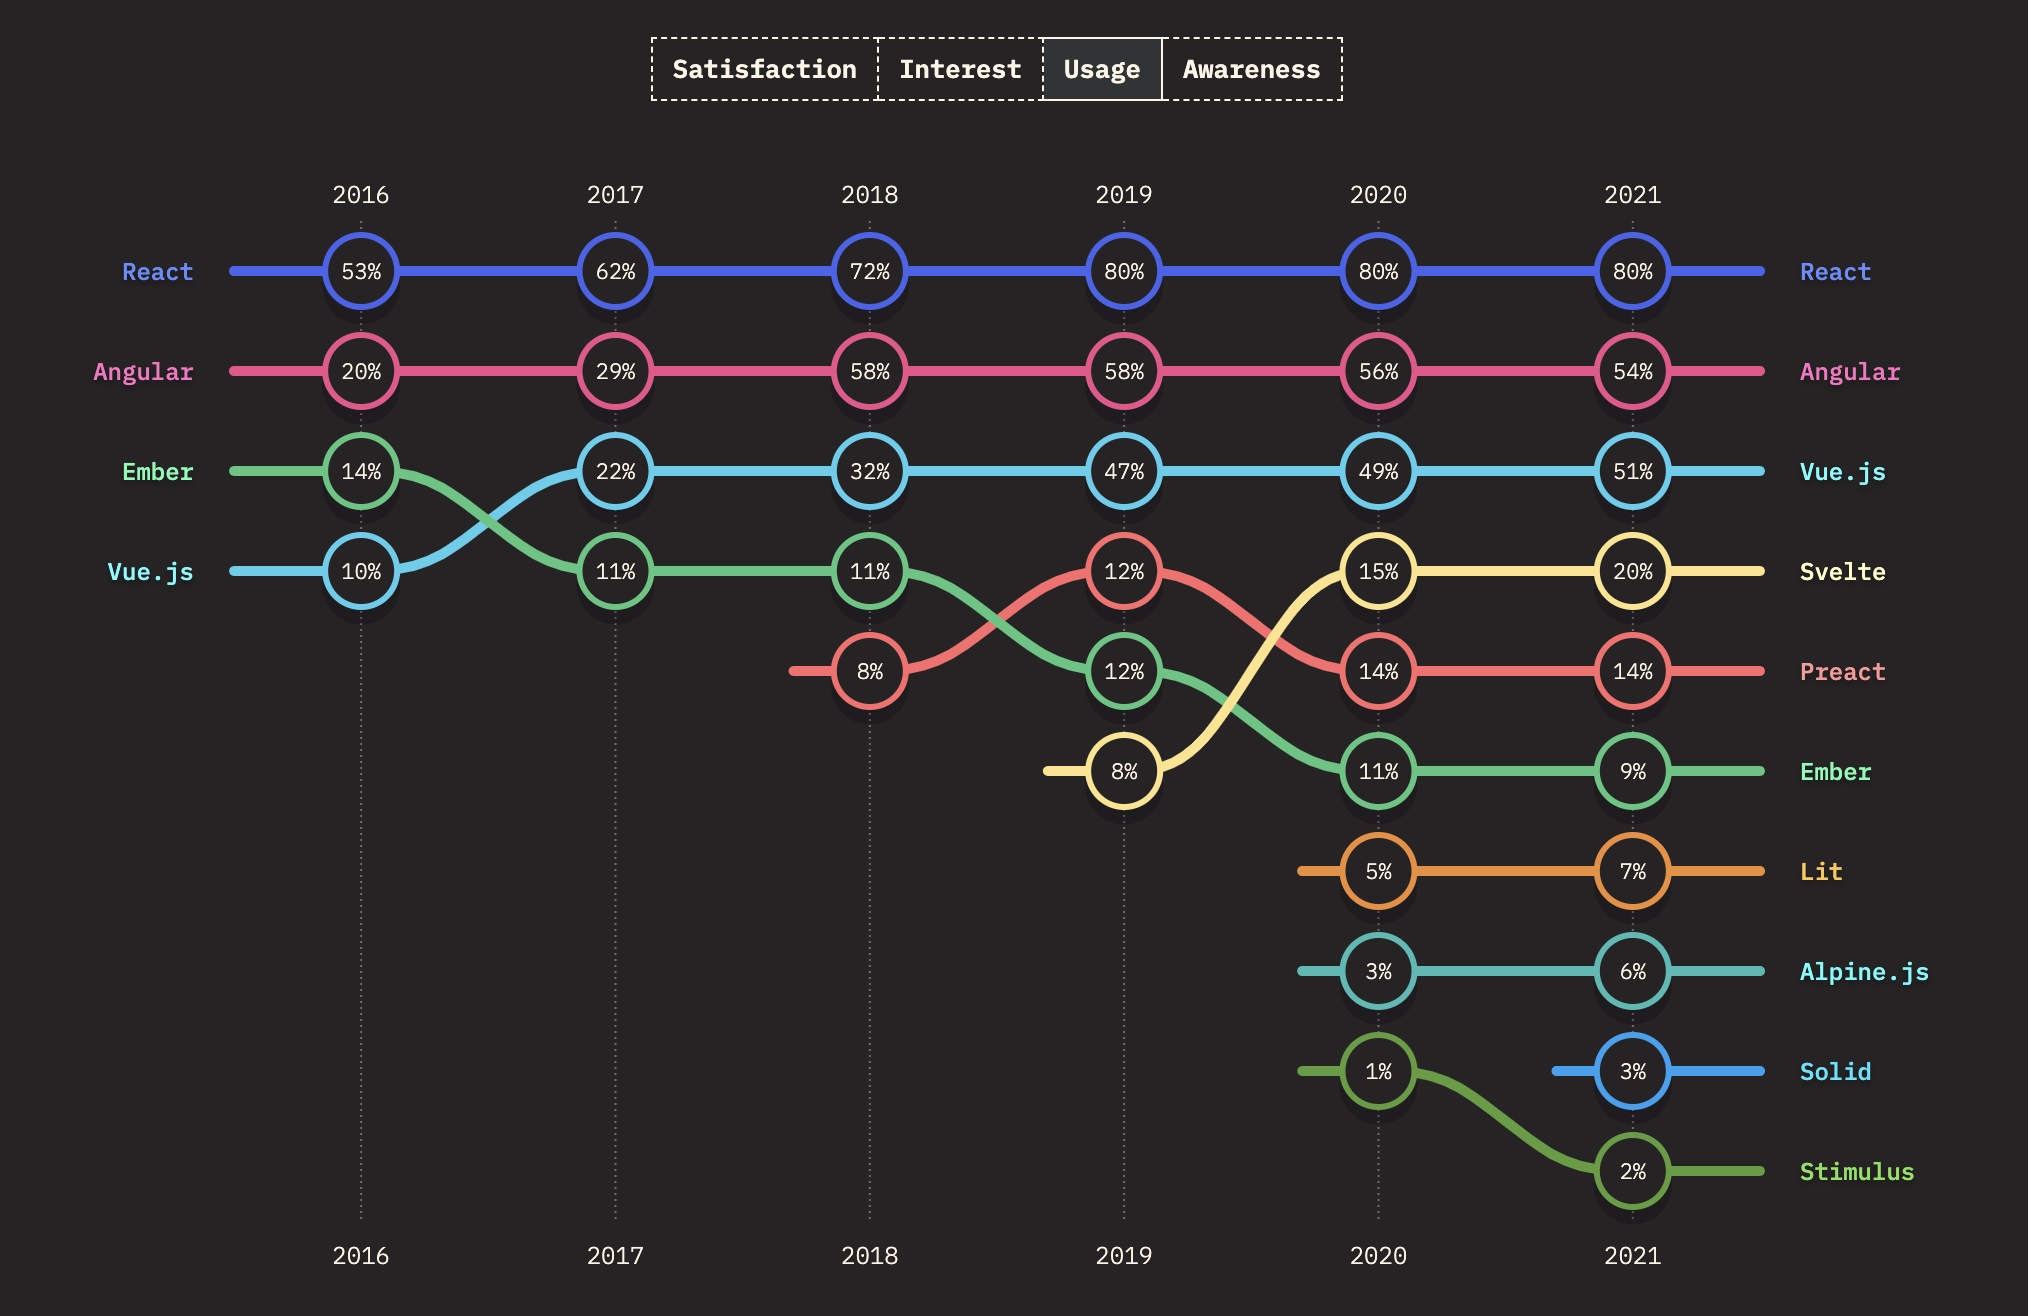 Satisfaction Interest Usage Awareness
2016 2017 2018 2019 2020 2021
React 53% 62% 72% 80% 80% 80% React
Angular 20% 29% 58% 58% 56% 54% Angular
Ember 14% 22% 32% 47% 49% 51% Vue.js
Vue.js 10% 11% 11% 12% 15% 20% Svelte
8% 12% 14% 14% Preact
8% 11% 9% Ember
5% 7% Lit
3% 6% Alpine.js
1% 3% Solid
2% Stimulus
2016 2017 2018 2019 2020 2021